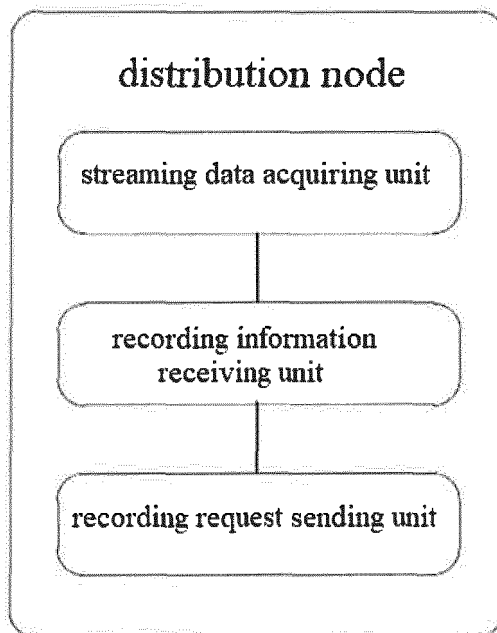 distribution node
streaming data acquiring unit
recording information
receiving unit
recording request sending unit